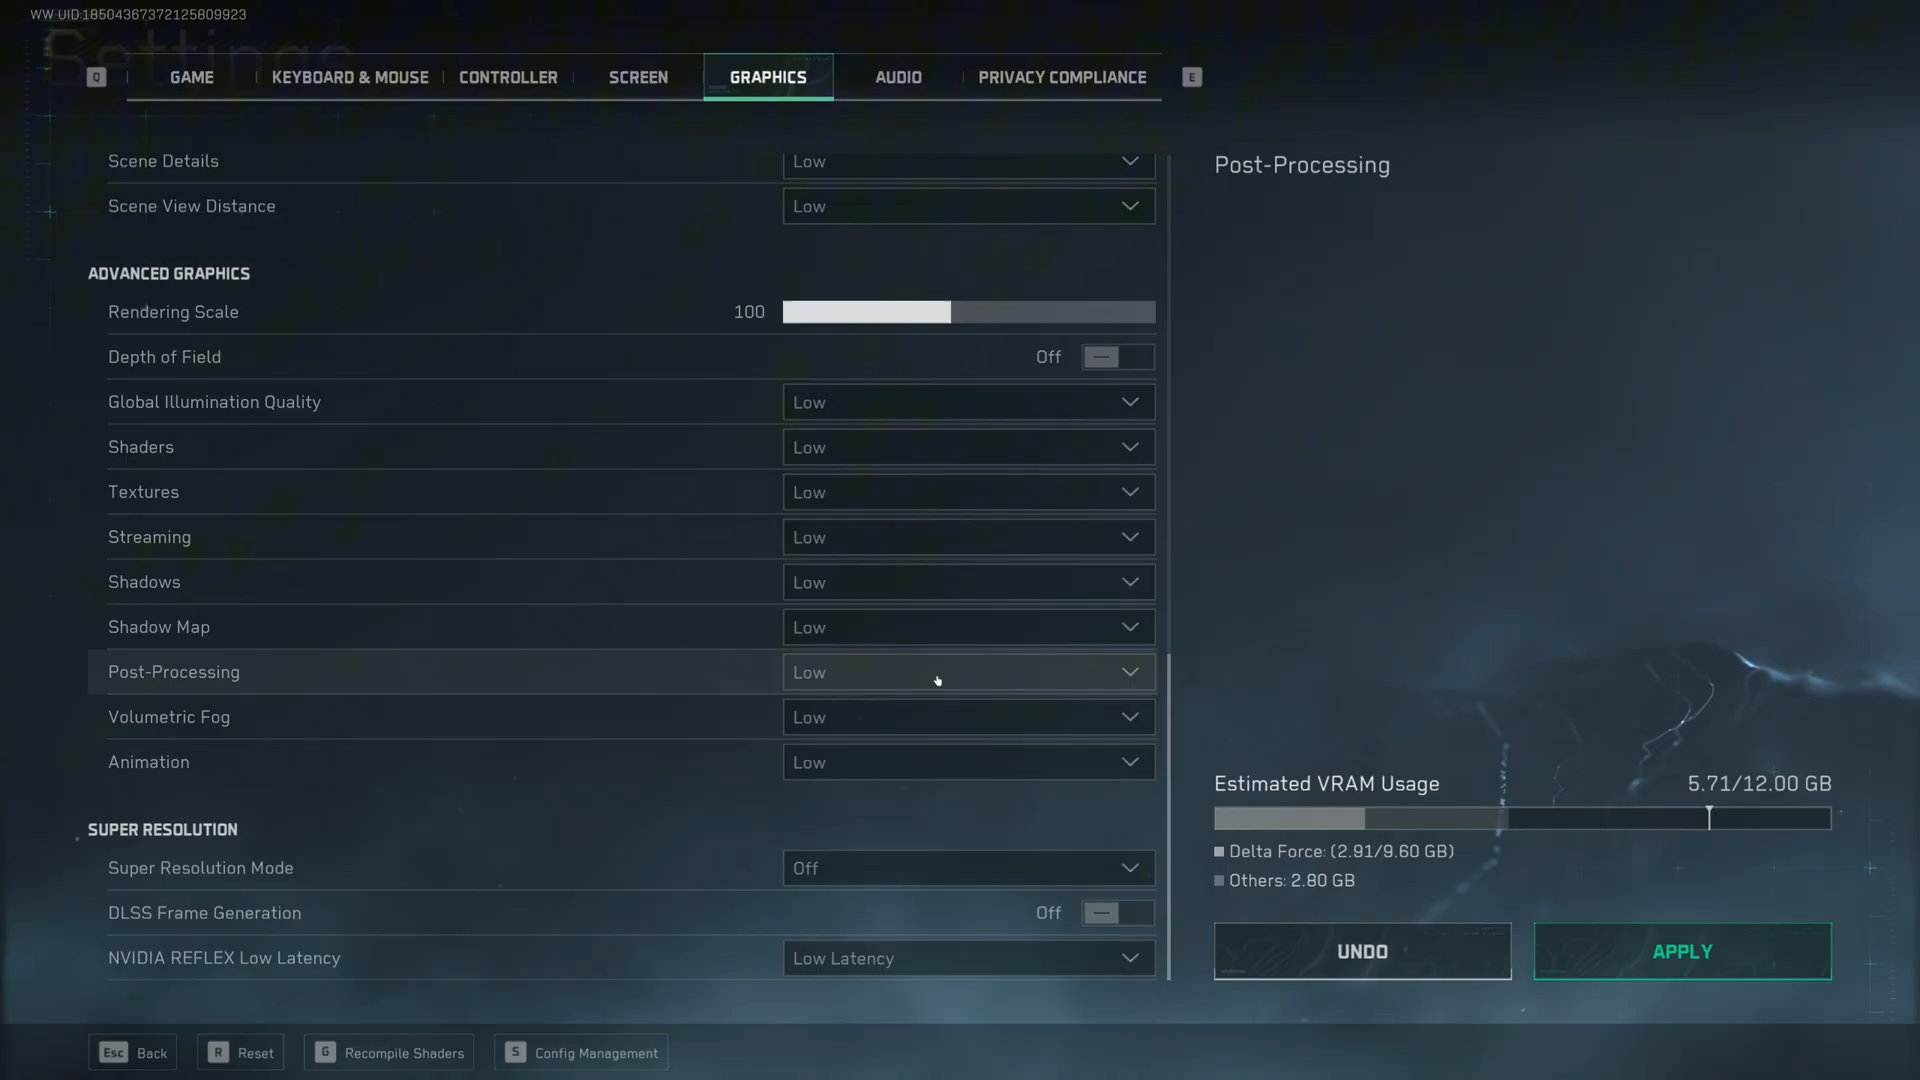 WW UID:18504367372125809923
Settings
Q GAME KEYBOARD & MOUSE CONTROLLER SCREEN GRAPHICS AUDIO PRIVACY COMPLIANCE E
Scene Details Low
Scene View Distance Low
ADVANCED GRAPHICS
Rendering Scale 100
Depth of Field Off
Global Illumination Quality Low
Shaders Low
Textures Low
Streaming Low
Shadows Low
Shadow Map Low
Post-Processing Low
Volumetric Fog Low
Animation Low
SUPER RESOLUTION
Super Resolution Mode Off
DLSS Frame Generation Off
NVIDIA REFLEX Low Latency Low Latency
Post-Processing
Estimated VRAM Usage 5.71/12.00 GB
Delta Force: (2.91/9.60 GB)
Others: 2.80 GB
UNDO APPLY
Esc Back R Reset G Recompile Shaders S Config Management